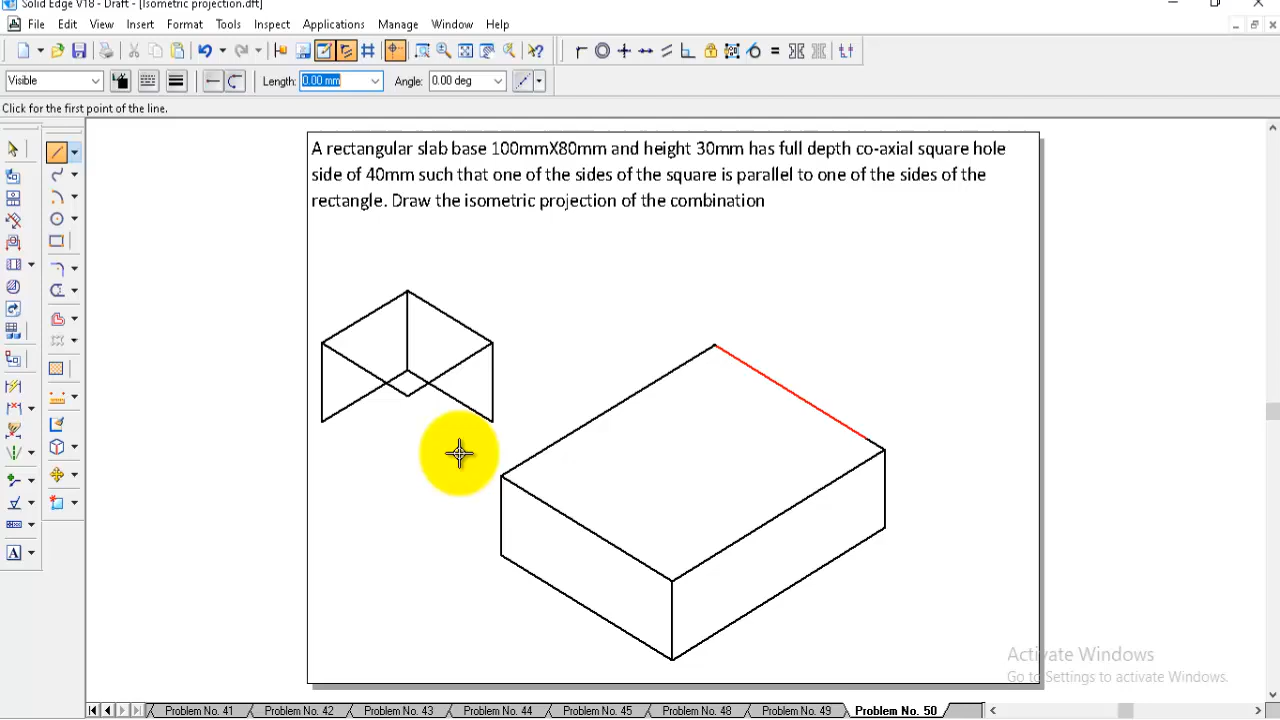 Solid Edge V18 - Draft - [Isometric projection.dft]
File Edit View Insert Format Tools Inspect Applications Manage Window Help
Visible Length: 0.00 mm Angle: 0.00 deg
Click for the first point of the line.
A rectangular slab base 100mmX80mm and height 30mm has full depth co-axial square hole
side of 40mm such that one of the sides of the square is parallel to one of the sides of the
rectangle. Draw the isometric projection of the combination
A
Activate Windows
Go to Settings to activate Windows.
Problem No. 41 Problem No. 42 Problem No. 43 Problem No. 44 Problem No. 45 Problem No. 48 Problem No. 49 Problem No. 50